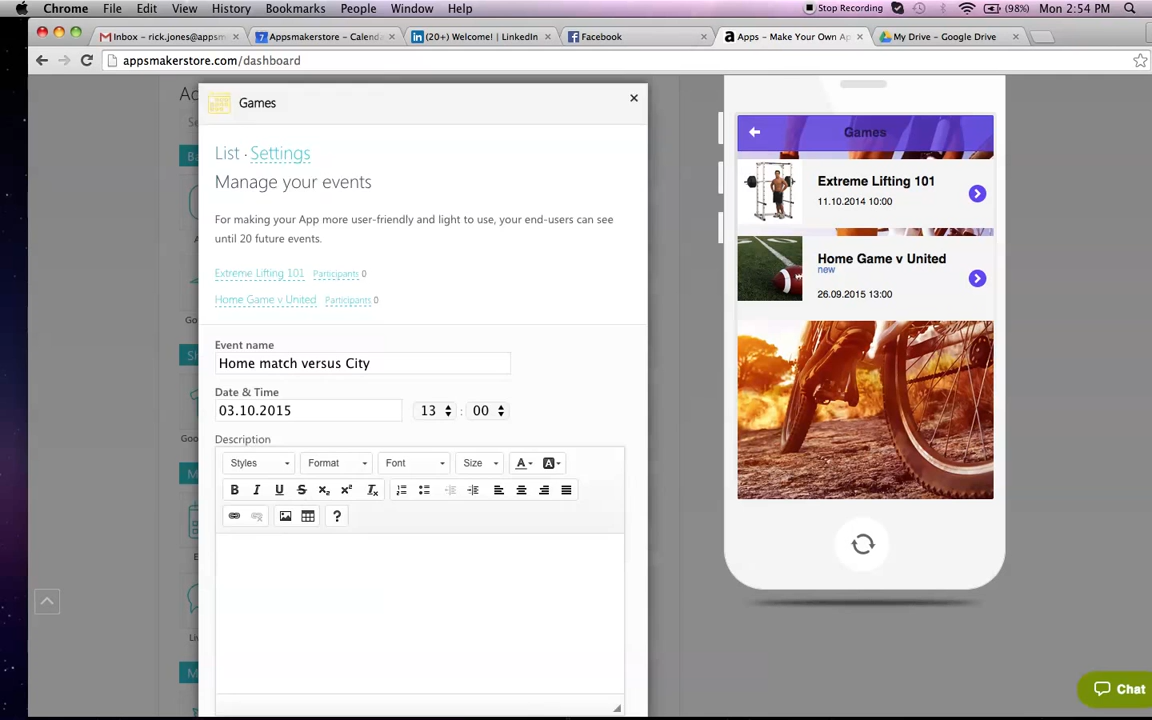 Chrome File Edit View History Bookmarks People Window Help
Stop Recording (98%) Mon 2:54 PM
Inbox – rick.jones@appsm
7 Appsmakerstore – Calenda
(20+) Welcome! | LinkedIn
Facebook
Apps – Make Your Own Ap
My Drive – Google Drive
appsmakerstore.com/dashboard
Games
List · Settings
Manage your events
For making your App more user-friendly and light to use, your end-users can see
until 20 future events.
Extreme Lifting 101 Participants 0
Home Game v United Participants 0
Event name
Home match versus City
Date & Time
03.10.2015 13 : 00
Description
Styles Format Font Size A A
B I U S x₂ x² Tx
?
Games
Extreme Lifting 101
11.10.2014 10:00
Home Game v United
new
26.09.2015 13:00
Chat